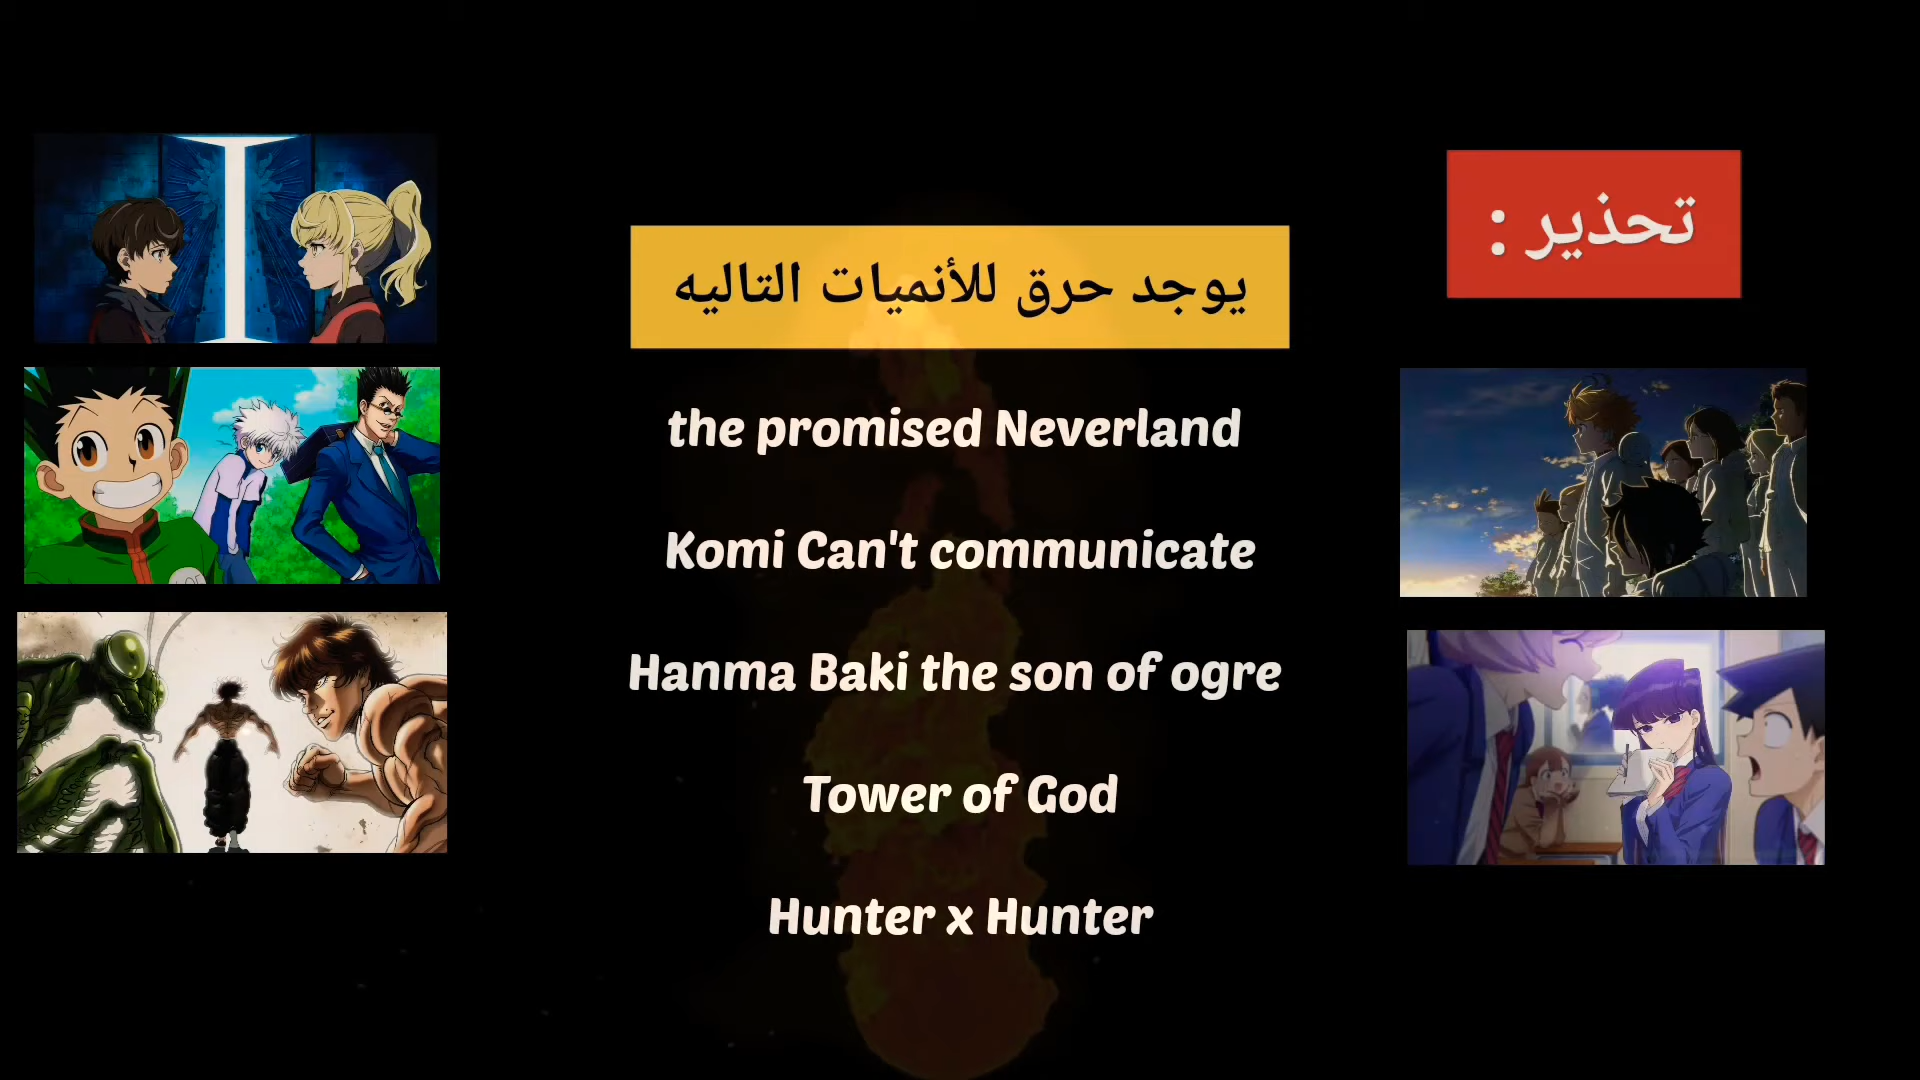 تحذير :
يوجد حرق للأنميات التاليه
the promised Neverland
Komi Can't communicate
Hanma Baki the son of ogre
Tower of God
Hunter x Hunter